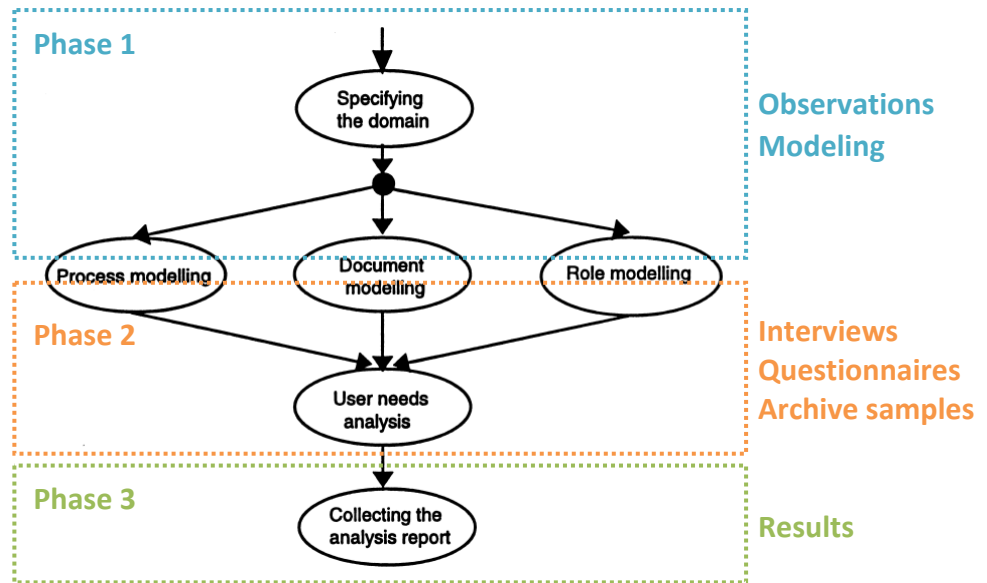 Phase 1
Specifying
the domain
Observations
Modeling
Process modelling
Document
modelling
Role modelling
Phase 2
Interviews
Questionnaires
Archive samples
User needs
analysis
Phase 3
Collecting the
analysis report
Results